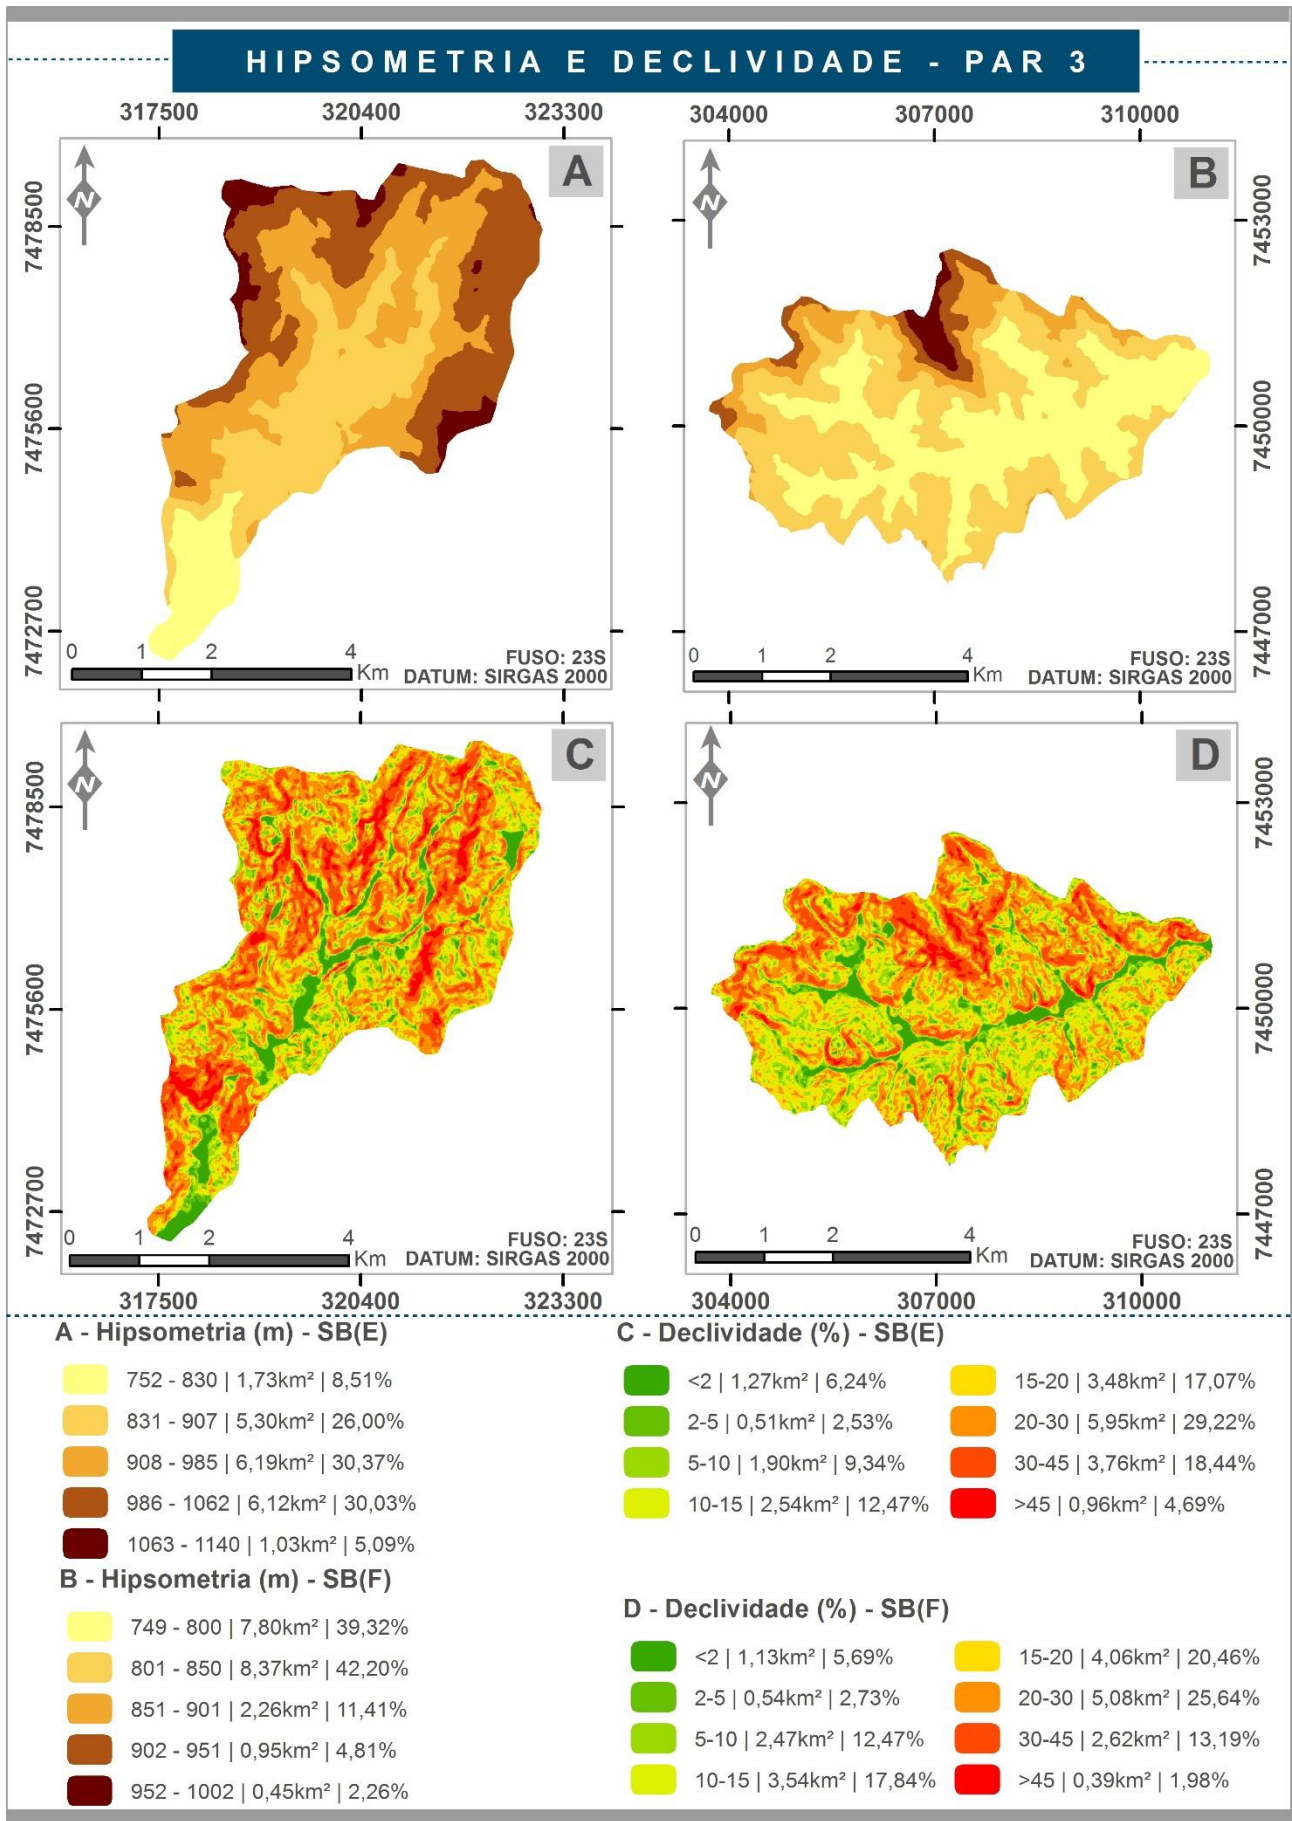 HIPSOMETRIA E DECLIVIDADE - PAR 3
317500 320400 323300
304000 307000 310000
A
N
7478500
7475600
7472700
0 1 2 4 Km
FUSO: 23S
DATUM: SIRGAS 2000
B
N
7453000
7450000
7447000
0 1 2 4 Km
FUSO: 23S
DATUM: SIRGAS 2000
C
N
7478500
7475600
7472700
0 1 2 4 Km
FUSO: 23S
DATUM: SIRGAS 2000
317500 320400 323300
D
N
7453000
7450000
7447000
0 1 2 4 Km
FUSO: 23S
DATUM: SIRGAS 2000
304000 307000 310000
A - Hipsometria (m) - SB(E)
752 - 830 | 1,73km² | 8,51%
831 - 907 | 5,30km² | 26,00%
908 - 985 | 6,19km² | 30,37%
986 - 1062 | 6,12km² | 30,03%
1063 - 1140 | 1,03km² | 5,09%
B - Hipsometria (m) - SB(F)
749 - 800 | 7,80km² | 39,32%
801 - 850 | 8,37km² | 42,20%
851 - 901 | 2,26km² | 11,41%
902 - 951 | 0,95km² | 4,81%
952 - 1002 | 0,45km² | 2,26%
C - Declividade (%) - SB(E)
<2 | 1,27km² | 6,24%
2-5 | 0,51km² | 2,53%
5-10 | 1,90km² | 9,34%
10-15 | 2,54km² | 12,47%
15-20 | 3,48km² | 17,07%
20-30 | 5,95km² | 29,22%
30-45 | 3,76km² | 18,44%
>45 | 0,96km² | 4,69%
D - Declividade (%) - SB(F)
<2 | 1,13km² | 5,69%
2-5 | 0,54km² | 2,73%
5-10 | 2,47km² | 12,47%
10-15 | 3,54km² | 17,84%
15-20 | 4,06km² | 20,46%
20-30 | 5,08km² | 25,64%
30-45 | 2,62km² | 13,19%
>45 | 0,39km² | 1,98%